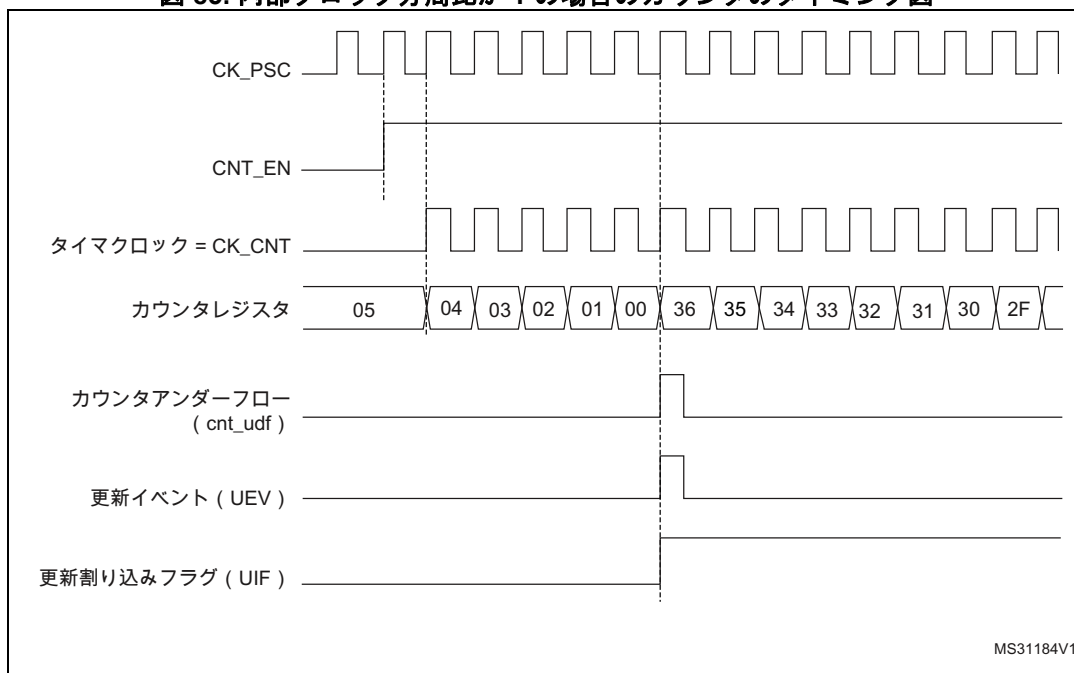 CK_PSC
CNT_EN
タイマクロック = CK_CNT
カウンタレジスタ 05 04 03 02 01 00 36 35 34 33 32 31 30 2F
カウンタアンダーフロー
( cnt_udf )
更新イベント ( UEV )
更新割り込みフラグ ( UIF )
MS31184V1